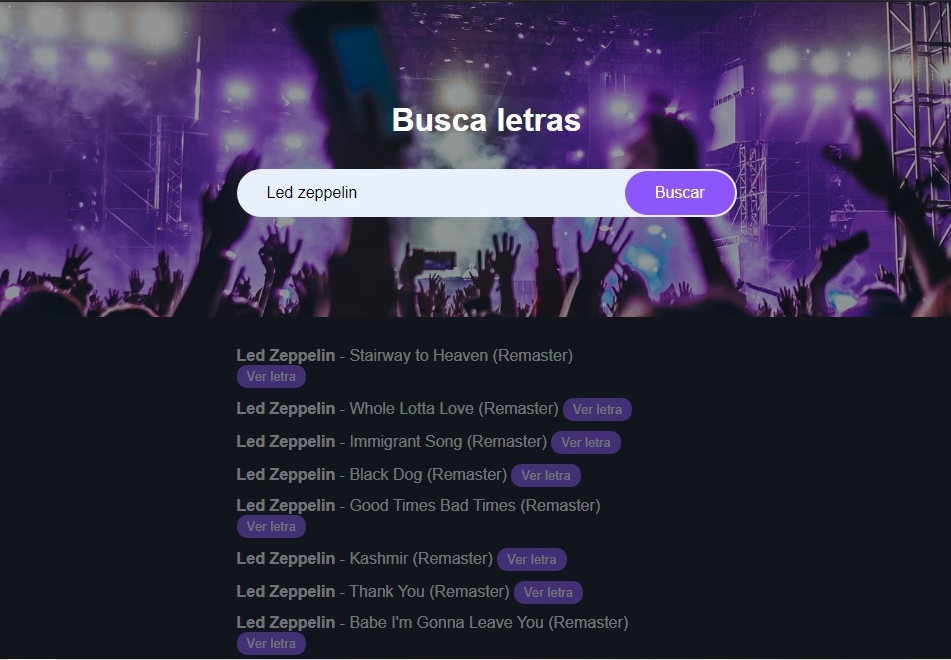 Busca letras
Led zeppelin
Buscar
Led Zeppelin - Stairway to Heaven (Remaster)
Ver letra
Led Zeppelin - Whole Lotta Love (Remaster) Ver letra
Led Zeppelin - Immigrant Song (Remaster) Ver letra
Led Zeppelin - Black Dog (Remaster) Ver letra
Led Zeppelin - Good Times Bad Times (Remaster)
Ver letra
Led Zeppelin - Kashmir (Remaster) Ver letra
Led Zeppelin - Thank You (Remaster) Ver letra
Led Zeppelin - Babe I'm Gonna Leave You (Remaster)
Ver letra